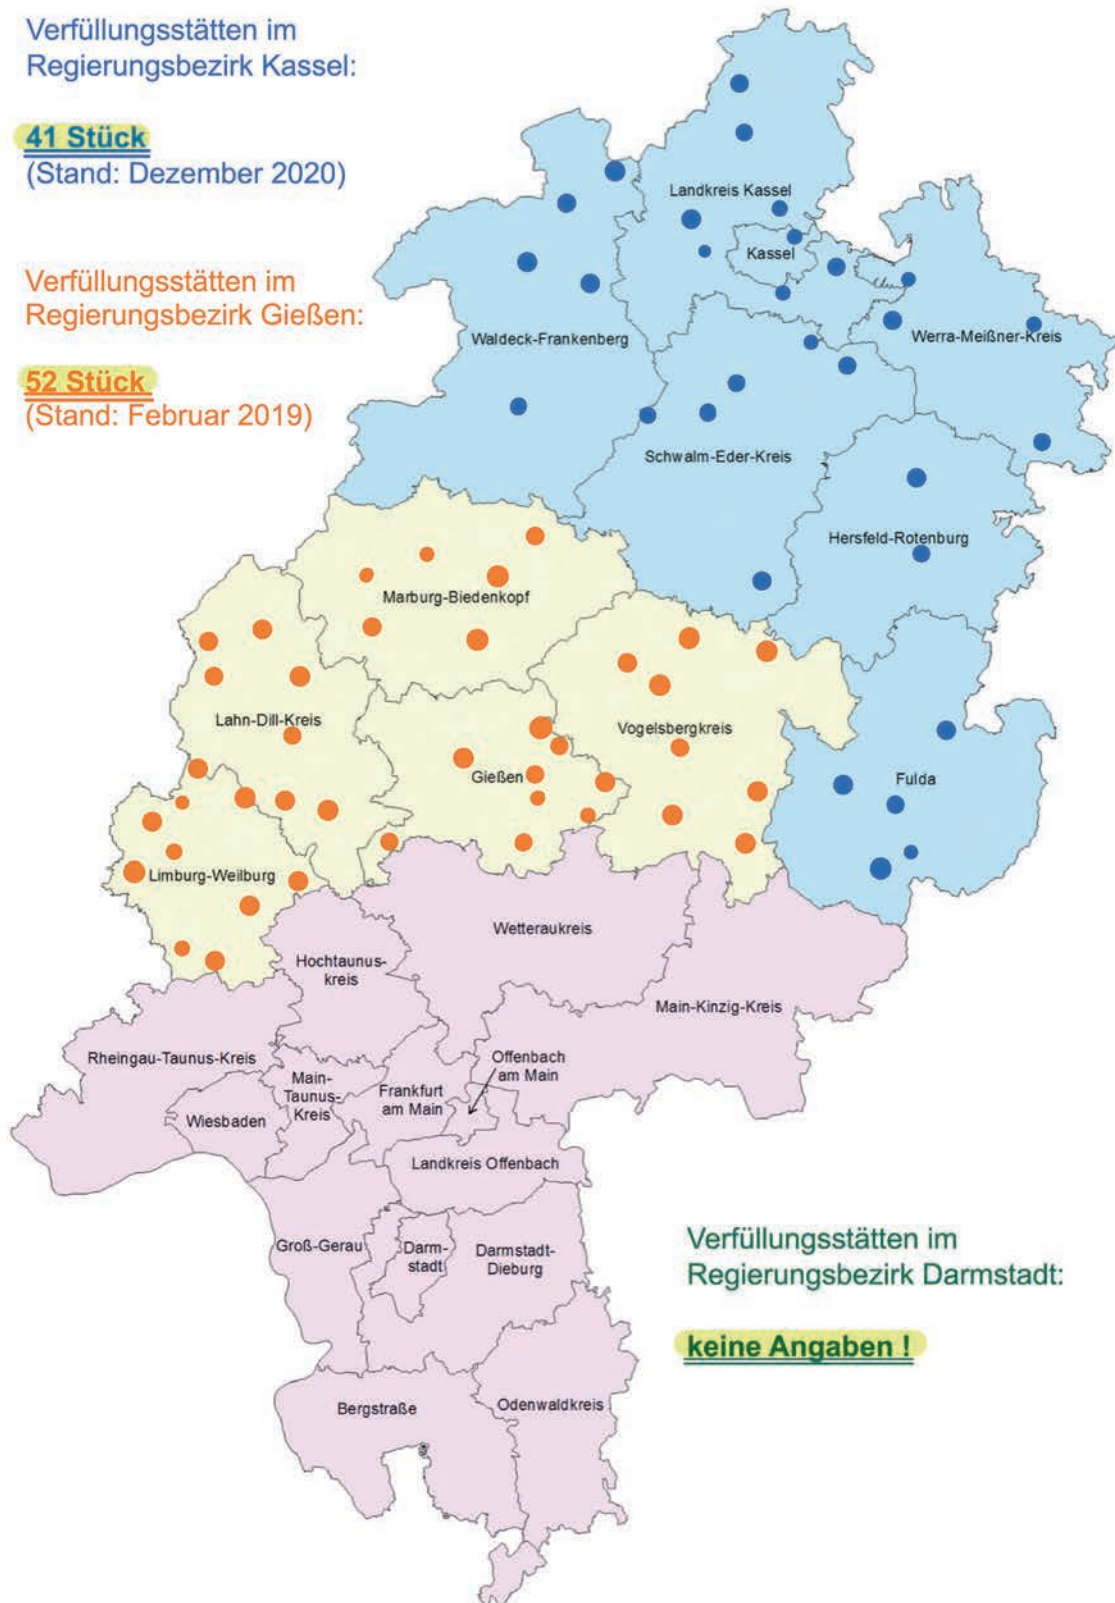 Verfüllungsstätten im
Regierungsbezirk Kassel:
41 Stück
(Stand: Dezember 2020)
Verfüllungsstätten im
Regierungsbezirk Gießen:
52 Stück
(Stand: Februar 2019)
Landkreis Kassel
Kassel
Waldeck-Frankenberg
Werra-Meißner-Kreis
Schwalm-Eder-Kreis
Hersfeld-Rotenburg
Marburg-Biedenkopf
Lahn-Dill-Kreis
Vogelsbergkreis
Gießen
Fulda
Limburg-Weilburg
Wetteraukreis
Hochtaunus-
kreis
Main-Kinzig-Kreis
Rheingau-Taunus-Kreis
Offenbach
am Main
Main-
Taunus-
Kreis
Frankfurt
am Main
Wiesbaden
Landkreis Offenbach
Groß-Gerau
Darm-
stadt
Darmstadt-
Dieburg
Verfüllungsstätten im
Regierungsbezirk Darmstadt:
keine Angaben !
Bergstraße
Odenwaldkreis